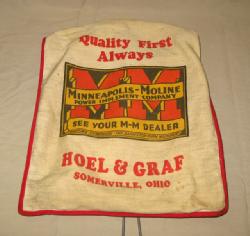 Quality First
Always
MM
MINNEAPOLIS-MOLINE
POWER IMPLEMENT COMPANY
SEE YOUR M-M DEALER
HOEL & GRAF
SOMERVILLE, OHIO